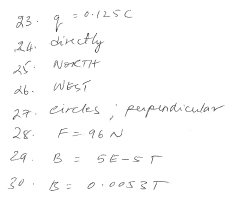 23. q = 0.125C
24. directly
25. NORTH
26. WEST
27. circles ; perpendicular
28. F = 96 N
29. B = 5E-5 T
30. B = 0.0053T